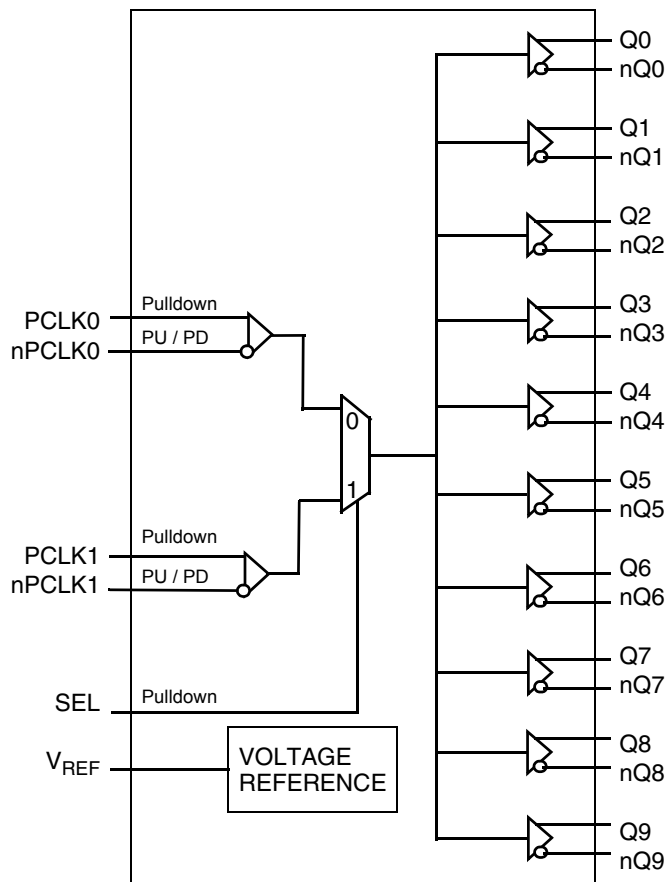 Q0
nQ0
Q1
nQ1
Q2
nQ2
Q3
nQ3
Q4
nQ4
Q5
nQ5
Q6
nQ6
Q7
nQ7
Q8
nQ8
Q9
nQ9
PCLK0
Pulldown
nPCLK0
PU / PD
0
1
PCLK1
Pulldown
nPCLK1
PU / PD
SEL
Pulldown
VREF
VOLTAGE
REFERENCE